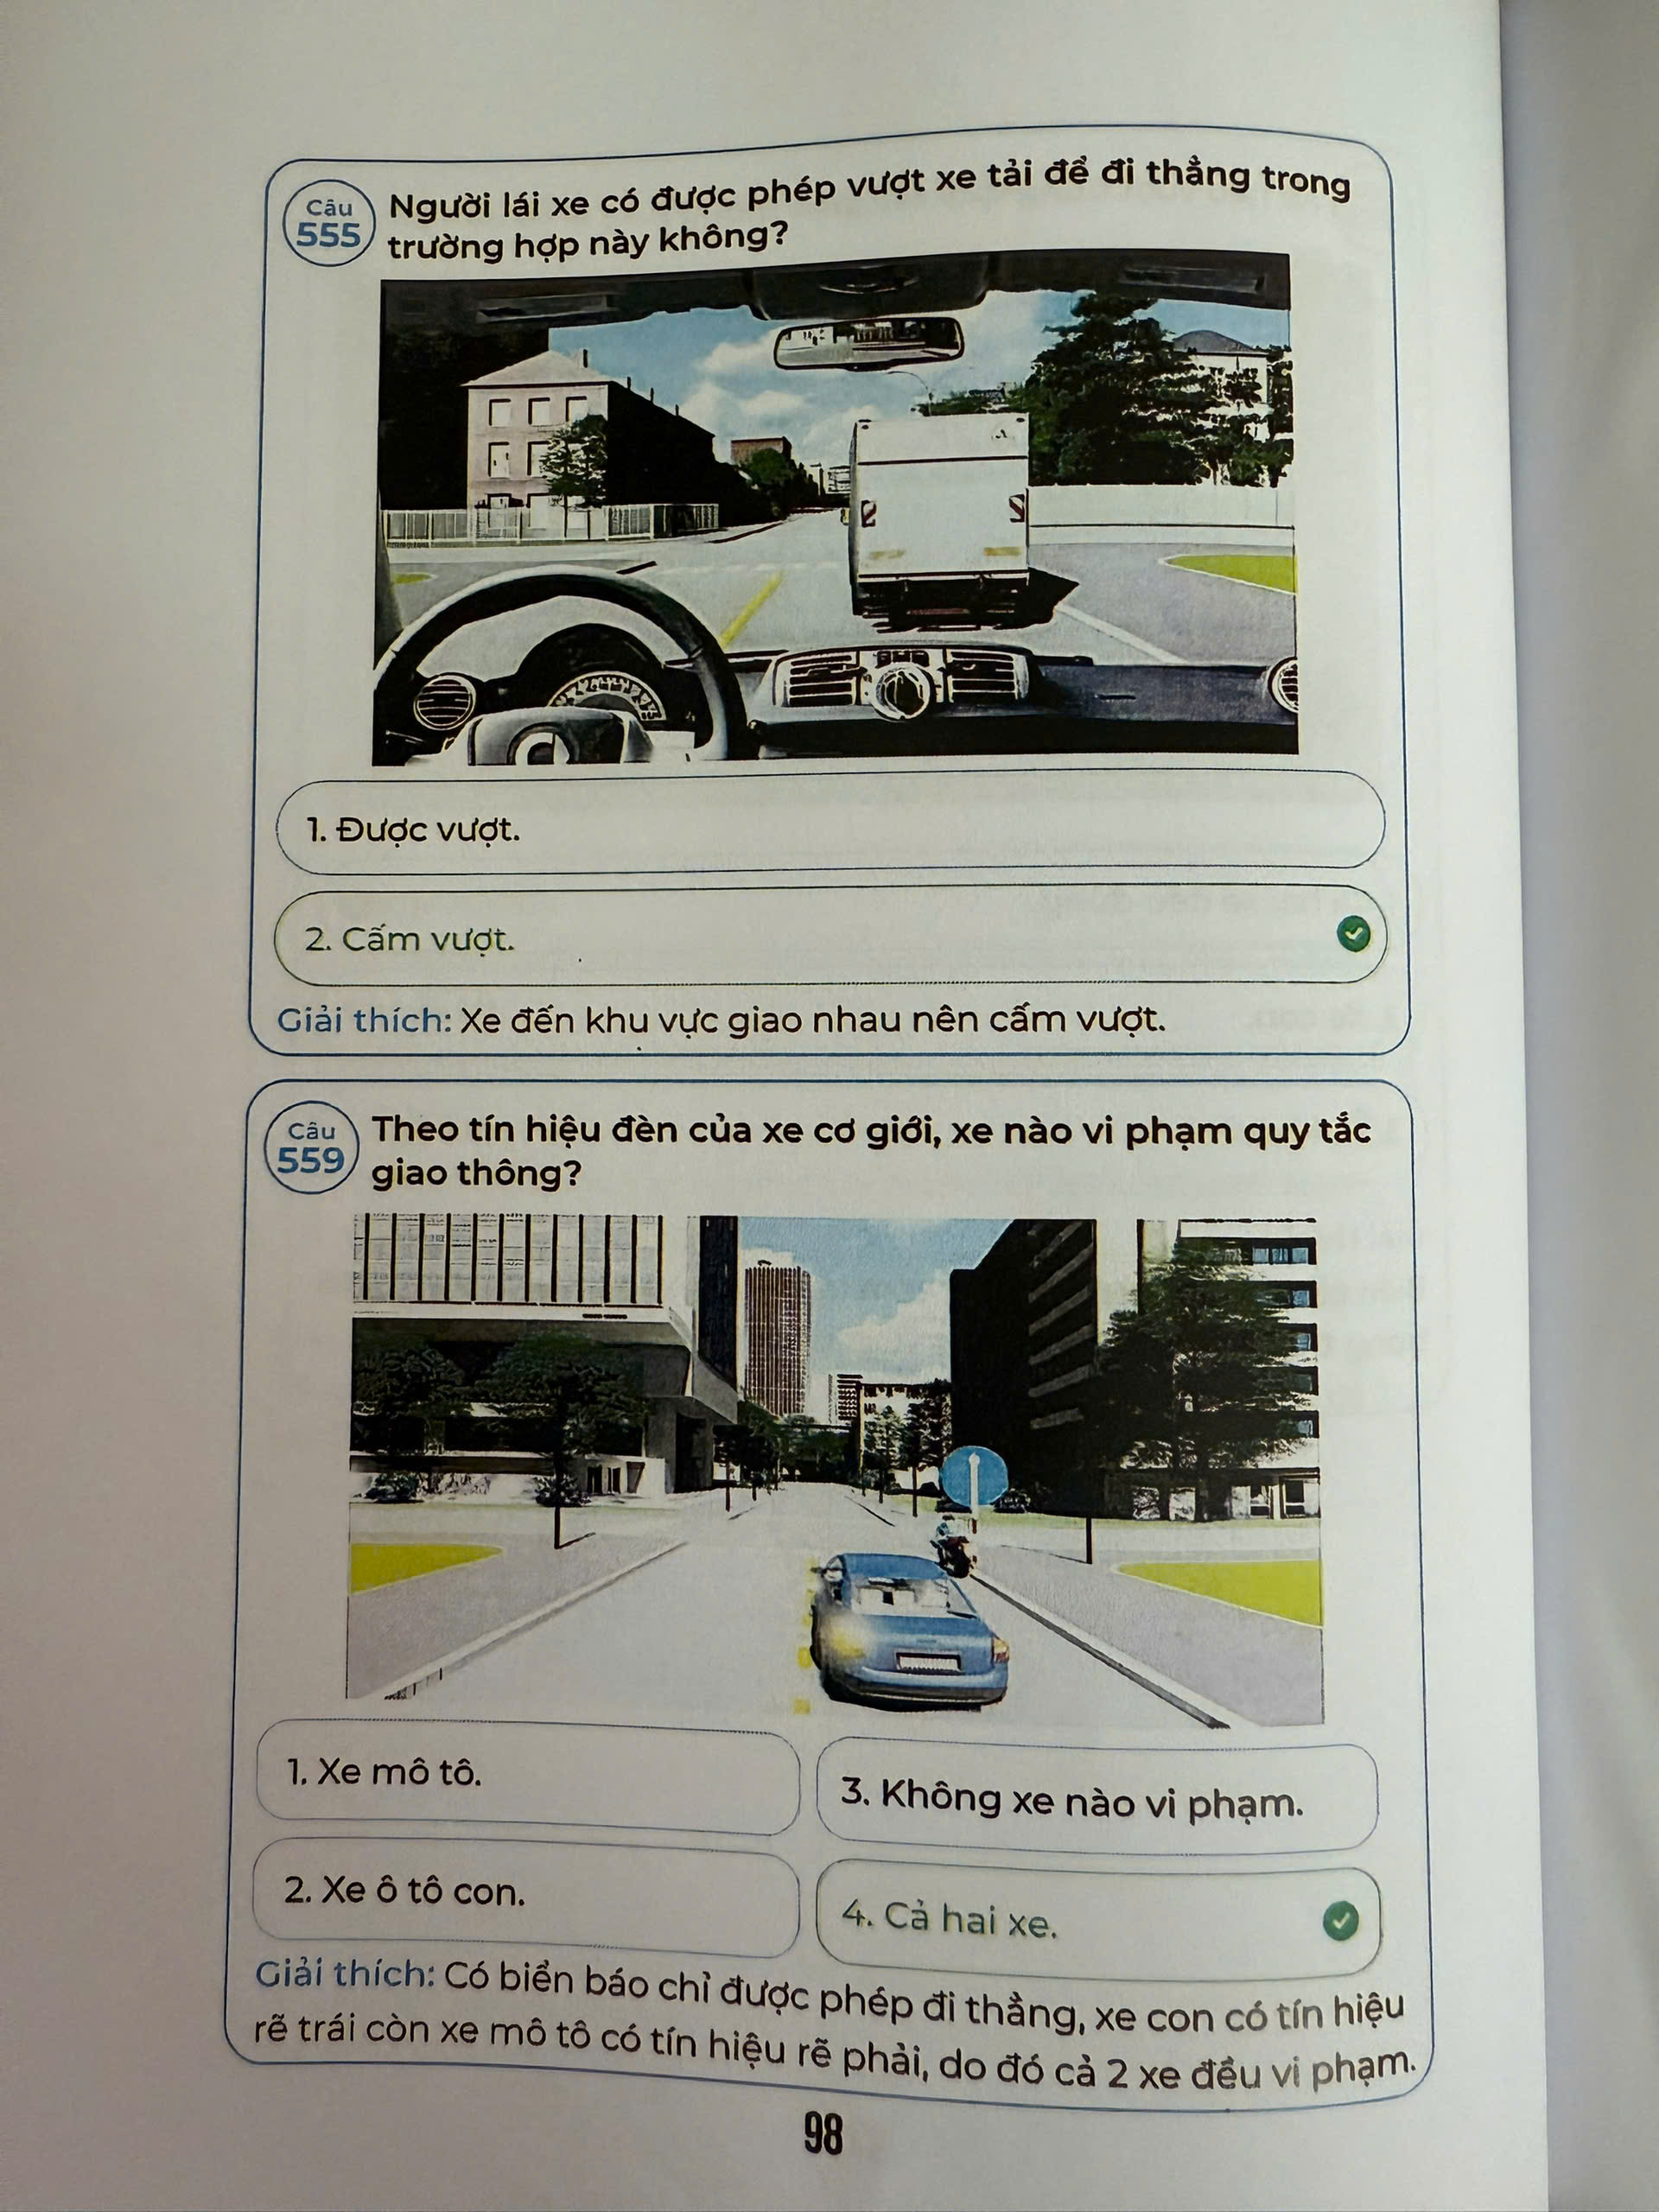 Câu
555
Người lái xe có được phép vượt xe tải để đi thẳng trong
trường hợp này không?
1. Được vượt.
2. Cấm vượt.
Giải thích: Xe đến khu vực giao nhau nên cấm vượt.
Câu
559
Theo tín hiệu đèn của xe cơ giới, xe nào vi phạm quy tắc
giao thông?
1. Xe mô tô.
3. Không xe nào vi phạm.
2. Xe ô tô con.
4. Cả hai xe.
Giải thích: Có biển báo chỉ được phép đi thẳng, xe con có tín hiệu
rẽ trái còn xe mô tô có tín hiệu rẽ phải, do đó cả 2 xe đều vi phạm.
98